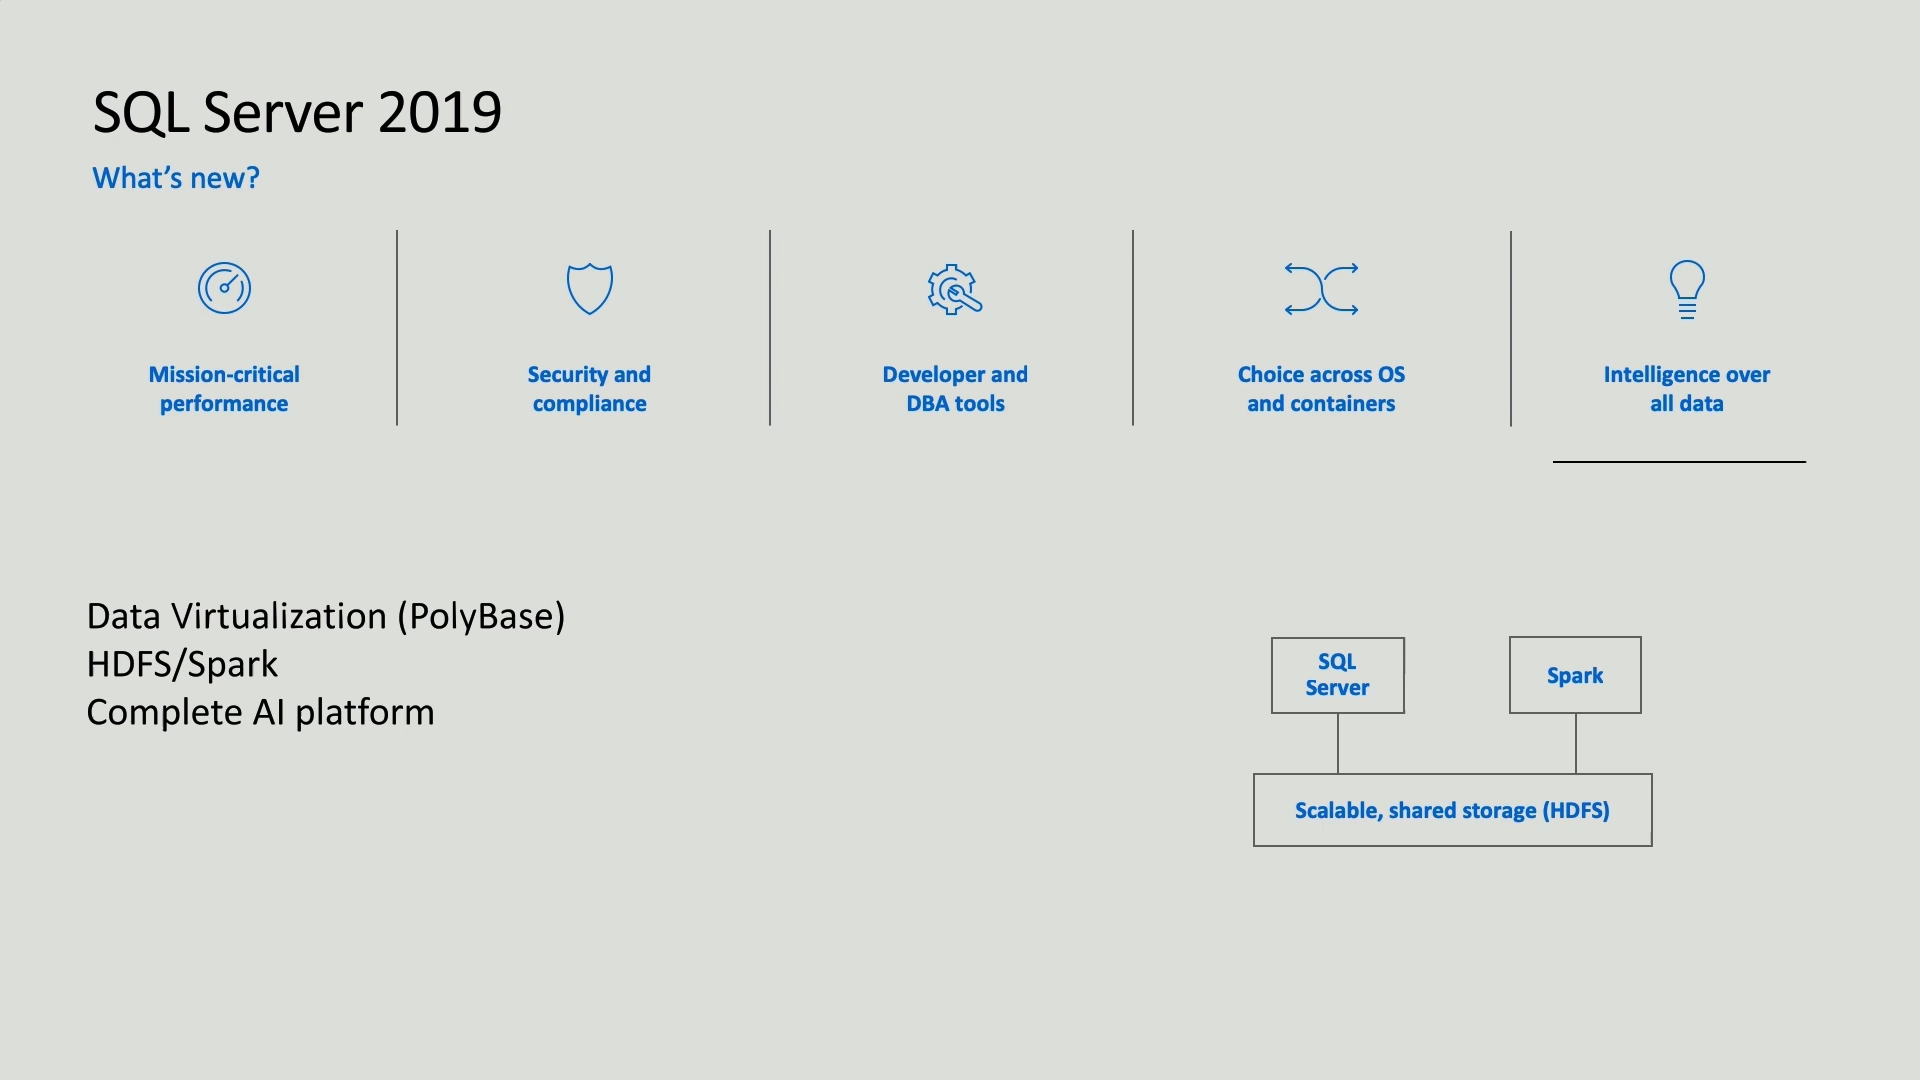 SQL Server 2019
What’s new?
Mission-critical
performance
Security and
compliance
Developer and
DBA tools
Choice across OS
and containers
Intelligence over
all data
Data Virtualization (PolyBase)
HDFS/Spark
Complete AI platform
SQL
Server
Spark
Scalable, shared storage (HDFS)